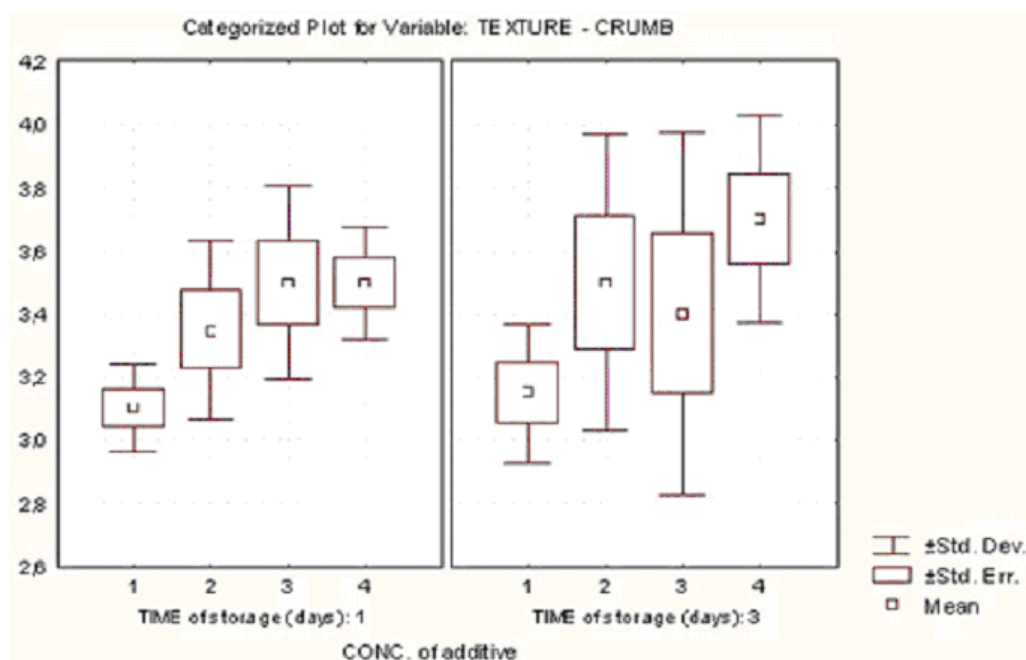 Categorized Plot for Variable: TEXTURE - CRUMB
4,2
4,0
3,8
3,6
3,4
3,2
3,0
2,8
2,6
1 2 3 4
1 2 3 4
TIME of storage (days): 1
TIME of storage (days): 3
CONC. of additive
±Std. Dev.
±Std. Err.
Mean